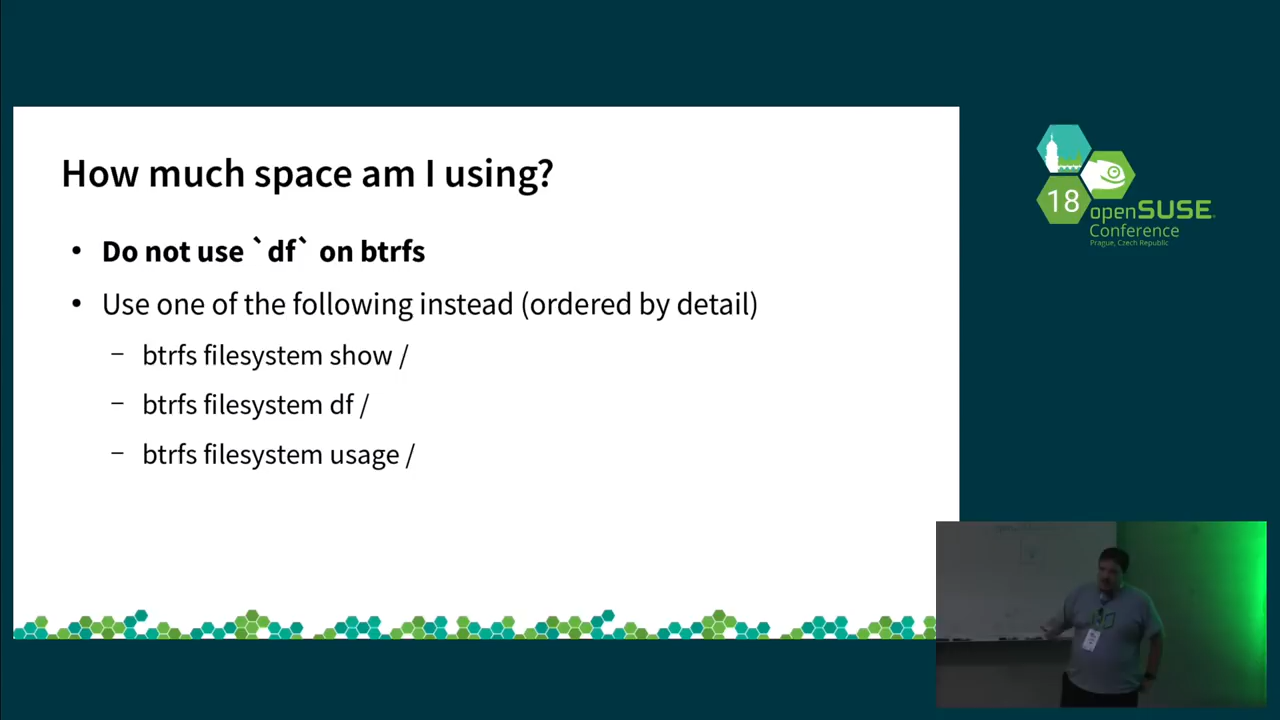 How much space am I using?
• Do not use `df` on btrfs
• Use one of the following instead (ordered by detail)
– btrfs filesystem show /
– btrfs filesystem df /
– btrfs filesystem usage /
18
openSUSE
Conference
Prague, Czech Republic